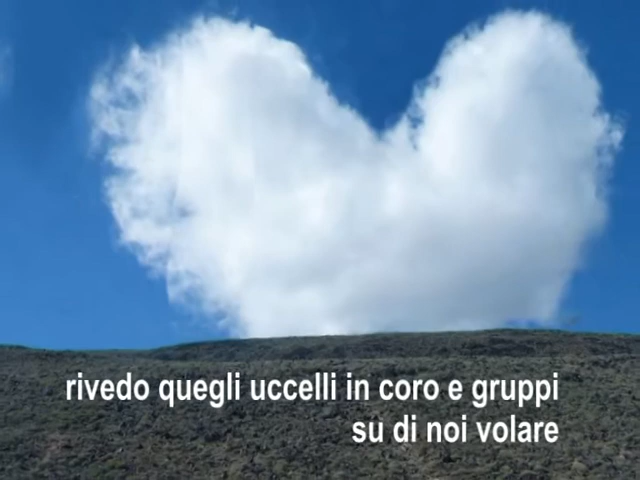 rivedo quegli uccelli in coro e gruppi
su di noi volare